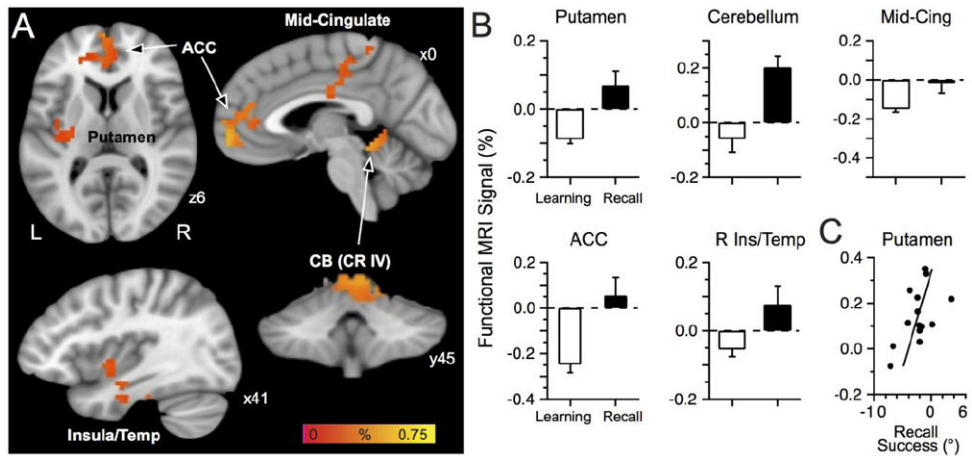 A
ACC
Mid-Cingulate
x0
Putamen
z6
L
R
CB (CR IV)
y45
x41
Insula/Temp
0 % 0.75
B
Functional MRI Signal (%)
Putamen
0.2
0.0
-0.2
Learning Recall
Cerebellum
0.2
0.0
-0.2
Mid-Cing
0.2
-0.0
-0.2
-0.4
ACC
0.2
0.0
-0.2
-0.4
Learning Recall
R Ins/Temp
0.2
0.0
-0.2
C
Putamen
0.4
0.2
0.0
0.2
-10 0 6
Recall
Success (°)